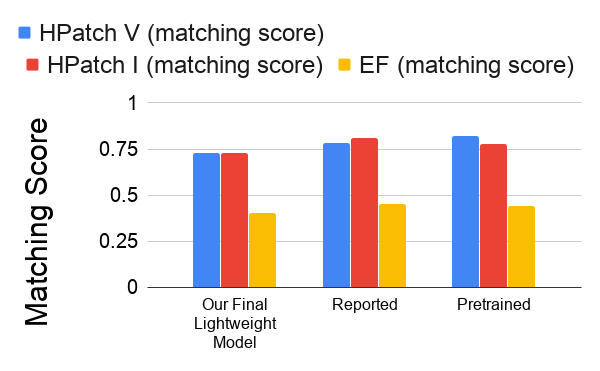 HPatch V (matching score)
HPatch I (matching score) EF (matching score)
Matching Score
1
0.75
0.5
0.25
0
Our Final
Lightweight
Model
Reported
Pretrained